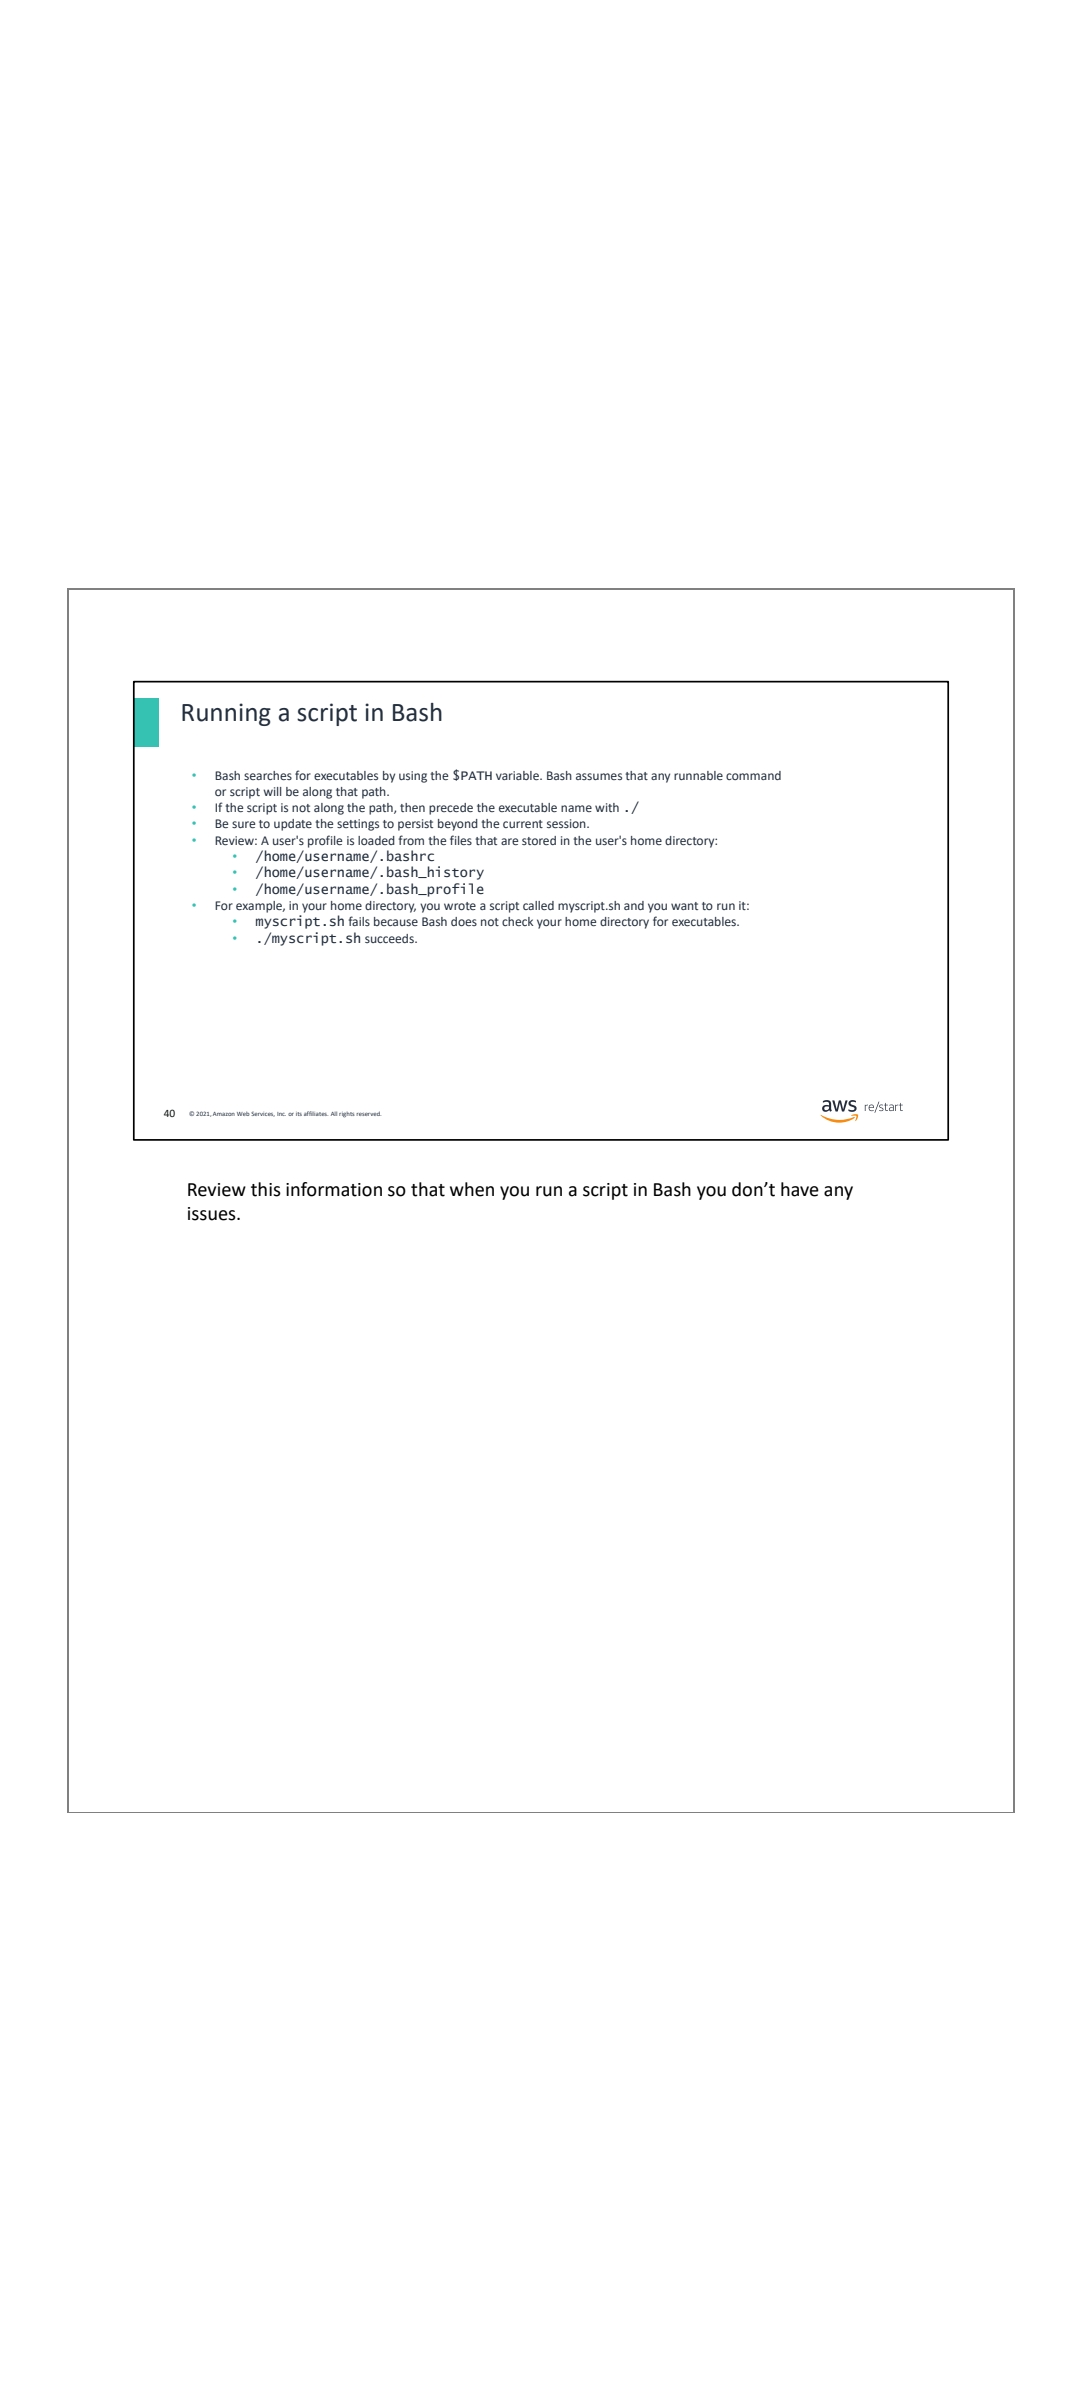 Running a script in Bash
• Bash searches for executables by using the $PATH variable. Bash assumes that any runnable command
or script will be along that path.
• If the script is not along the path, then precede the executable name with ./
• Be sure to update the settings to persist beyond the current session.
• Review: A user's profile is loaded from the files that are stored in the user's home directory:
• /home/username/.bashrc
• /home/username/.bash_history
• /home/username/.bash_profile
• For example, in your home directory, you wrote a script called myscript.sh and you want to run it:
• myscript.sh fails because Bash does not check your home directory for executables.
• ./myscript.sh succeeds.
40 © 2021, Amazon Web Services, Inc. or its affiliates. All rights reserved.
aws re/start
Review this information so that when you run a script in Bash you don’t have any
issues.